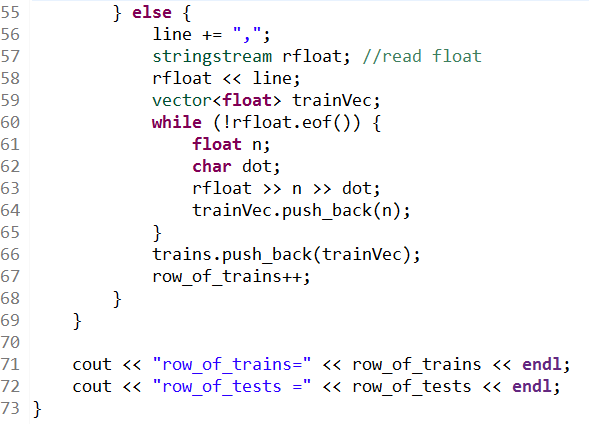 55         } else {
56             line += ",";
57             stringstream rfloat; //read float
58             rfloat << line;
59             vector<float> trainVec;
60             while (!rfloat.eof()) {
61                 float n;
62                 char dot;
63                 rfloat >> n >> dot;
64                 trainVec.push_back(n);
65             }
66             trains.push_back(trainVec);
67             row_of_trains++;
68         }
69     }
70
71     cout << "row_of_trains=" << row_of_trains << endl;
72     cout << "row_of_tests =" << row_of_tests << endl;
73 }